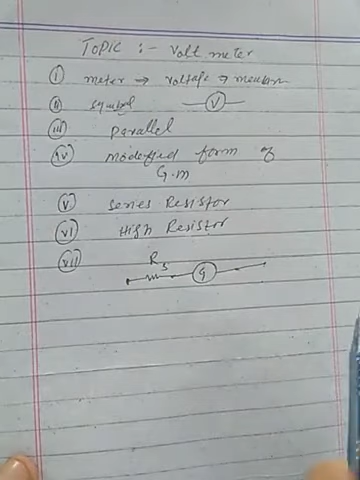 TOPIC :- Volt meter
(i) meter → voltage → measure
(ii) symbol V
(iii) parallel
(iv) modefied form of
G.M
(v) series Resistor
(vi) High Resistor
(vii) Rs G